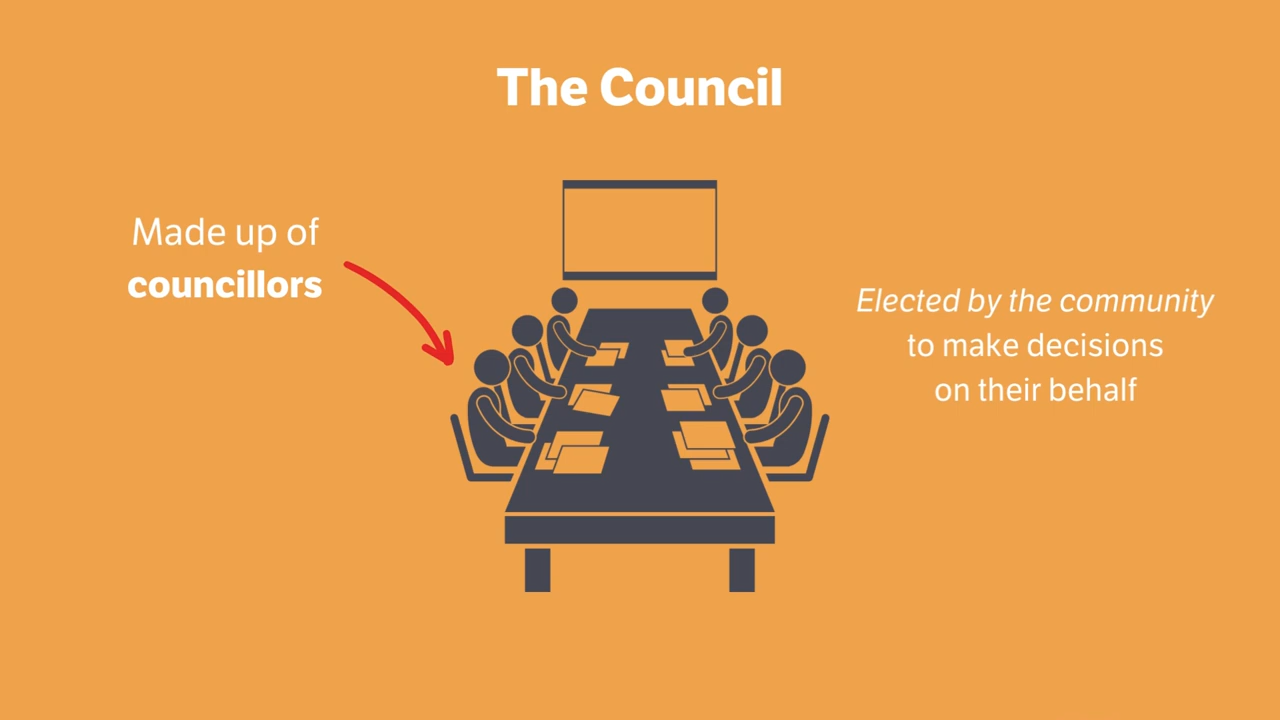 The Council
Made up of
councillors
Elected by the community
to make decisions
on their behalf